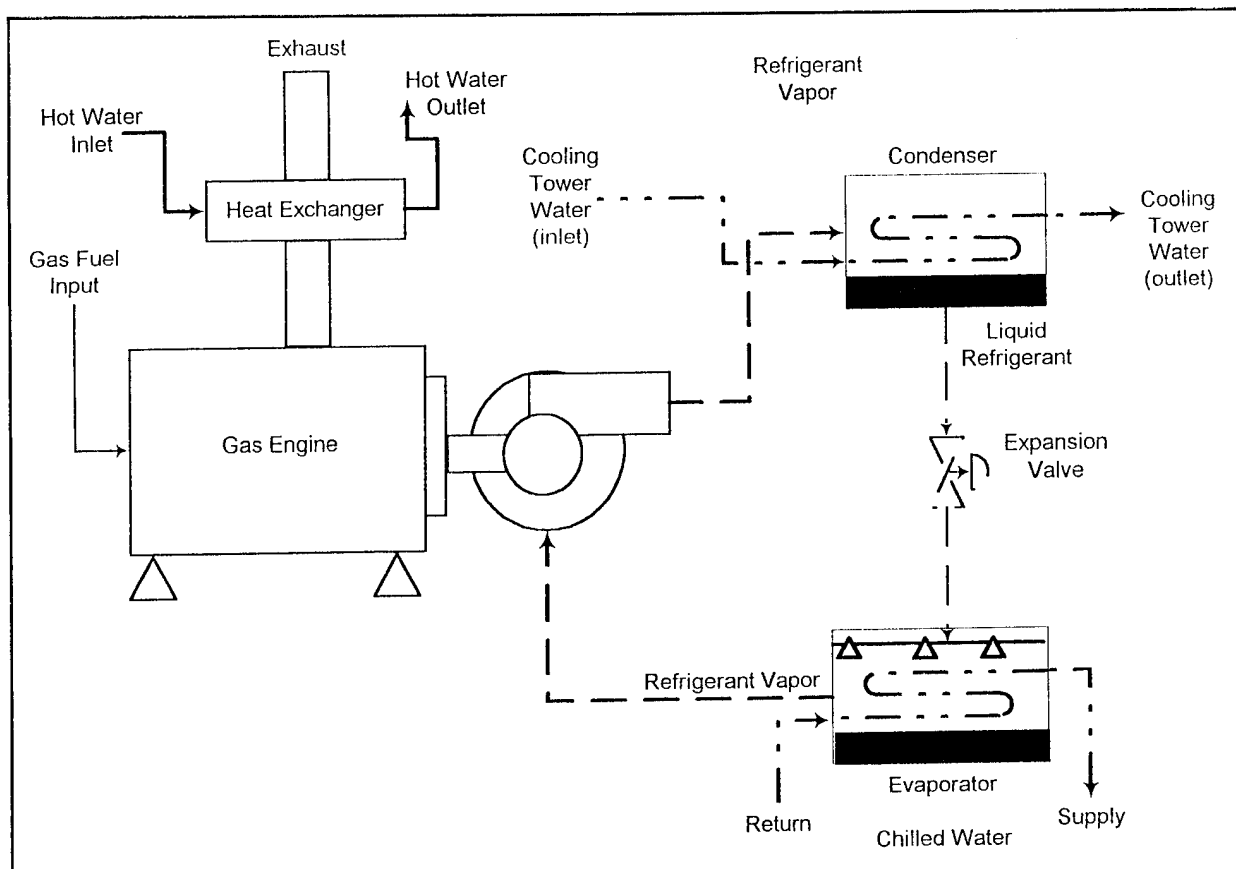 Exhaust
Hot Water
Outlet
Hot Water
Inlet
Heat Exchanger
Gas Fuel
Input
Gas Engine
Refrigerant
Vapor
Cooling
Tower
Water
(inlet)
Condenser
Cooling
Tower
Water
(outlet)
Liquid
Refrigerant
Expansion
Valve
Refrigerant Vapor
Evaporator
Return
Supply
Chilled Water